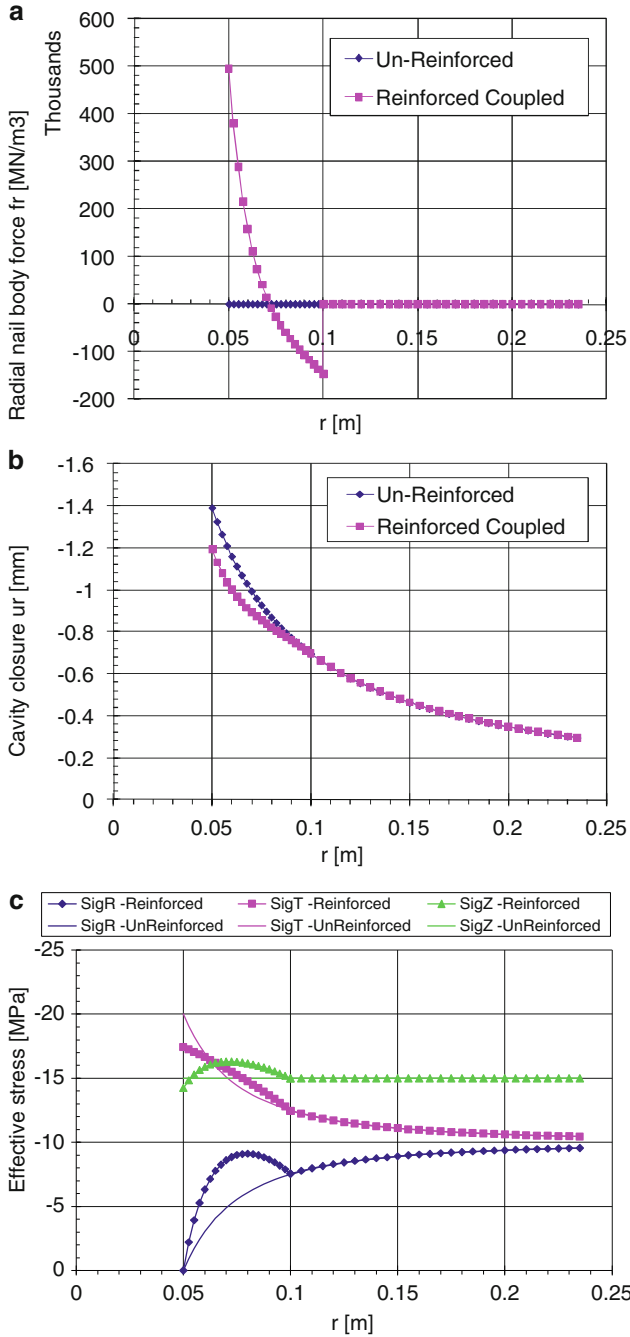 a
Radial nail body force fr [MN/m3]
Thousands
600
500
400
300
200
100
0
-100
-200
0
0.05
0.1
0.15
0.2
0.25
Un-Reinforced
Reinforced Coupled
r [m]
b
Cavity closure ur [mm]
-1.6
-1.4
-1.2
-1
-0.8
-0.6
-0.4
-0.2
0
0
0.05
0.1
0.15
0.2
0.25
Un-Reinforced
Reinforced Coupled
r [m]
c
SigR -Reinforced
SigT -Reinforced
SigZ -Reinforced
SigR -UnReinforced
SigT -UnReinforced
SigZ -UnReinforced
Effective stress [MPa]
-25
-20
-15
-10
-5
0
0
0.05
0.1
0.15
0.2
0.25
r [m]